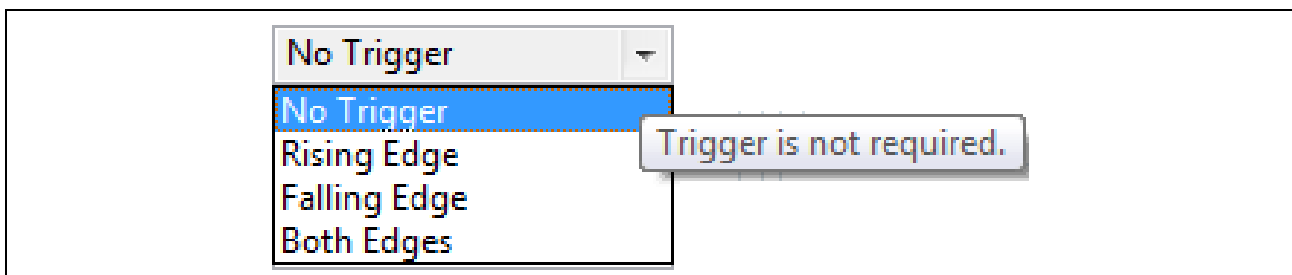 No Trigger
No Trigger
Trigger is not required.
Rising Edge
Falling Edge
Both Edges